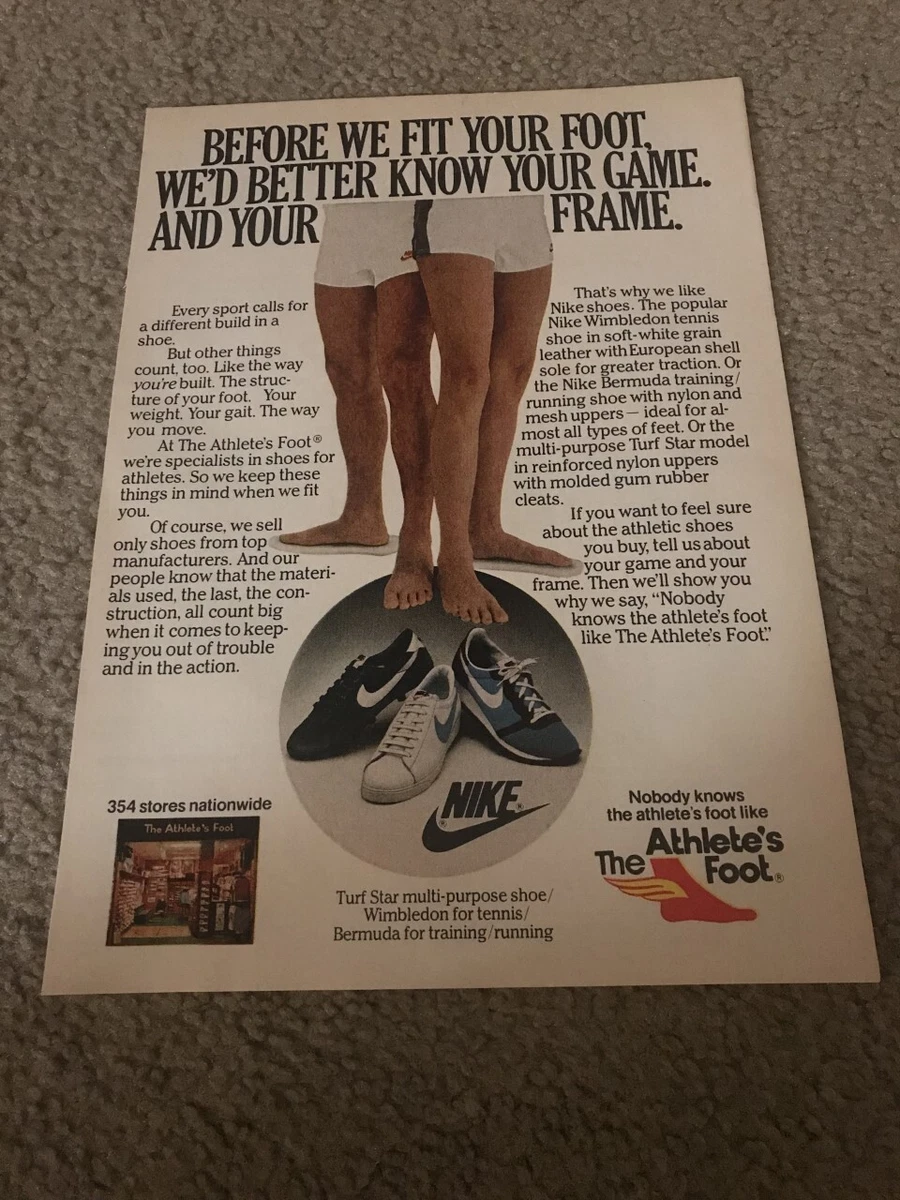 BEFORE WE FIT YOUR FOOT,
WE'D BETTER KNOW YOUR GAME.
AND YOUR FRAME.
Every sport calls for
a different build in a
shoe.
But other things
count, too. Like the way
you're built. The struc-
ture of your foot. Your
weight. Your gait. The way
you move.
At The Athlete's Foot®
we're specialists in shoes for
athletes. So we keep these
things in mind when we fit
you.
Of course, we sell
only shoes from top
manufacturers. And our
people know that the materi-
als used, the last, the con-
struction, all count big
when it comes to keep-
ing you out of trouble
and in the action.
That's why we like
Nike shoes. The popular
Nike Wimbledon tennis
shoe in soft-white grain
leather with European shell
sole for greater traction. Or
the Nike Bermuda training/
running shoe with nylon and
mesh uppers — ideal for al-
most all types of feet. Or the
multi-purpose Turf Star model
in reinforced nylon uppers
with molded gum rubber
cleats.
If you want to feel sure
about the athletic shoes
you buy, tell us about
your game and your
frame. Then we'll show you
why we say, "Nobody
knows the athlete's foot
like The Athlete's Foot."
NIKE®
®
354 stores nationwide
The Athlete's Foot
Turf Star multi-purpose shoe/
Wimbledon for tennis/
Bermuda for training/running
Nobody knows
the athlete's foot like
The Athlete's
Foot®